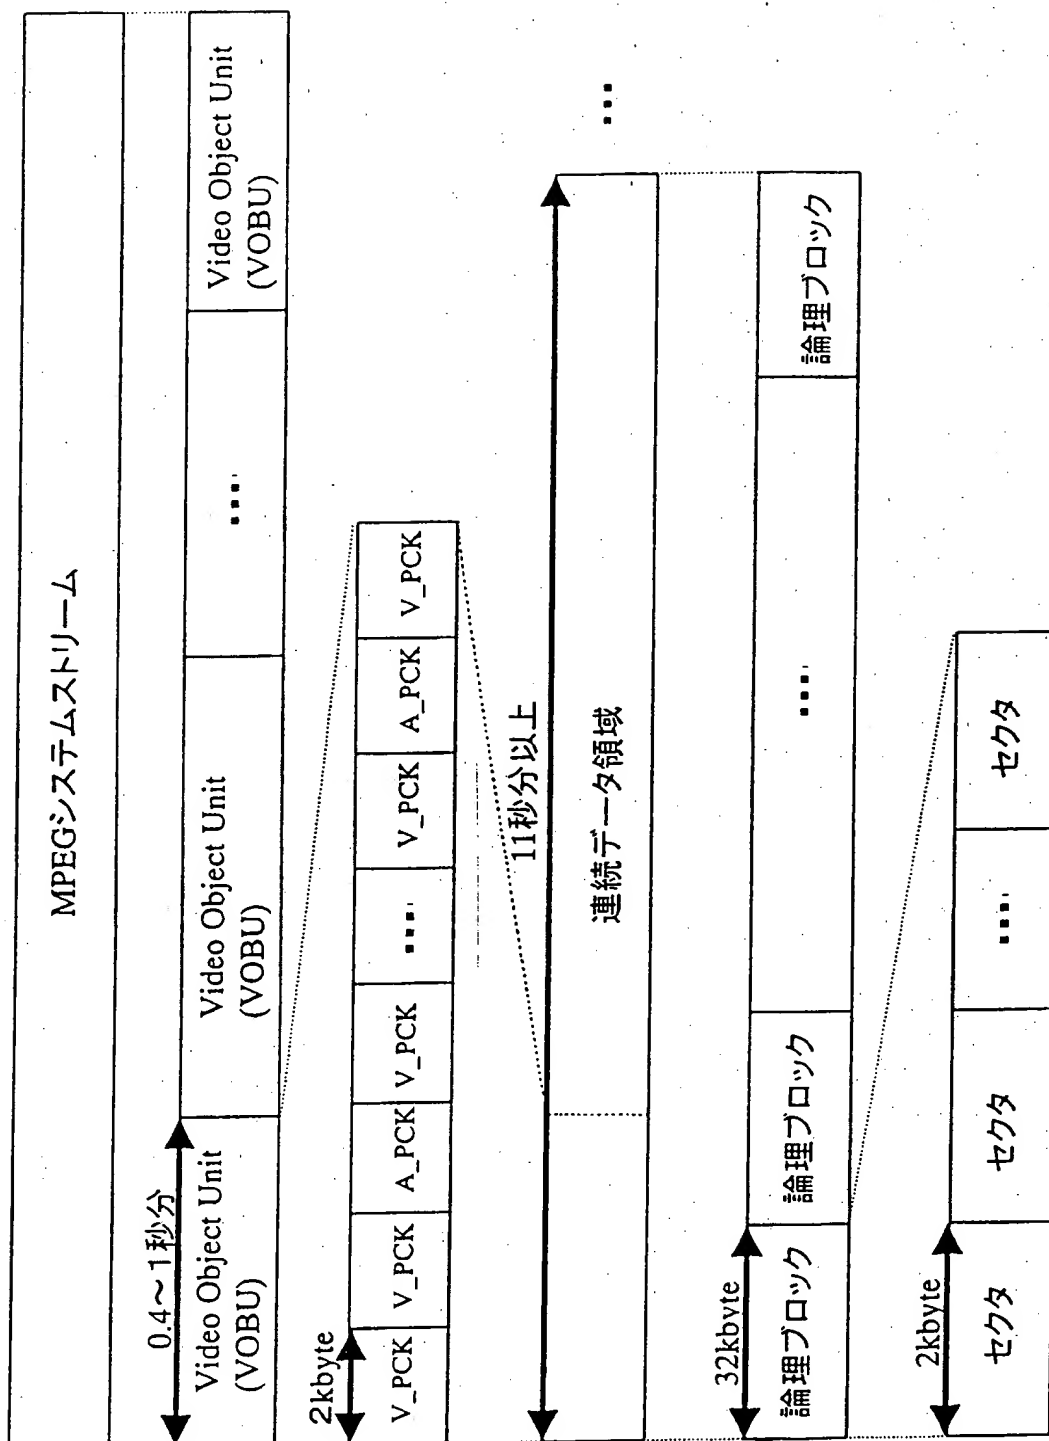 MPEGシステムストリーム
0.4～1秒分
Video Object Unit
(VOBU)
Video Object Unit
(VOBU)
....
Video Object Unit
(VOBU)
2kbyte
V_PCK
V_PCK
A_PCK
V_PCK
....
V_PCK
A_PCK
V_PCK
11秒分以上
連続データ領域
...
32kbyte
論理ブロック
論理ブロック
....
論理ブロック
2kbyte
セクタ
セクタ
....
セクタ